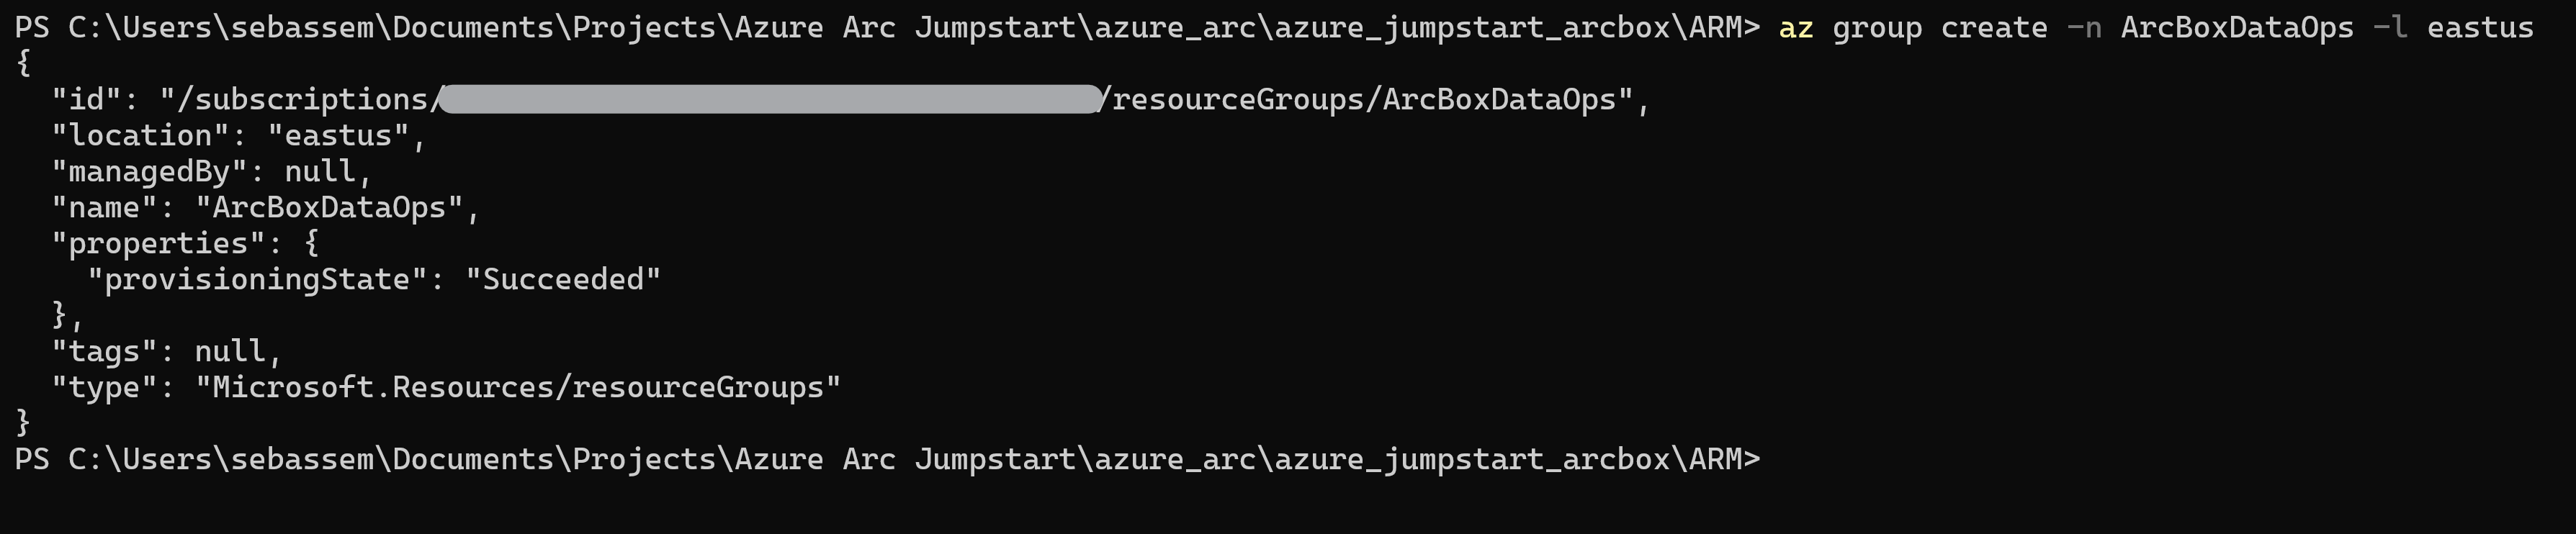 PS C:\Users\sebassem\Documents\Projects\Azure Arc Jumpstart\azure_arc\azure_jumpstart_arcbox\ARM> az group create -n ArcBoxDataOps -l eastus
{
  "id": "/subscriptions/ /resourceGroups/ArcBoxDataOps",
  "location": "eastus",
  "managedBy": null,
  "name": "ArcBoxDataOps",
  "properties": {
    "provisioningState": "Succeeded"
  },
  "tags": null,
  "type": "Microsoft.Resources/resourceGroups"
}
PS C:\Users\sebassem\Documents\Projects\Azure Arc Jumpstart\azure_arc\azure_jumpstart_arcbox\ARM>